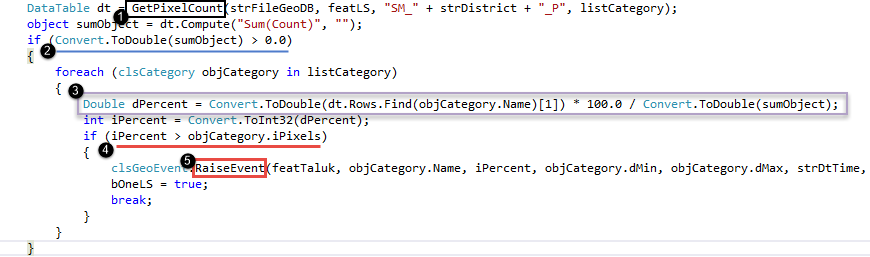 DataTable dt = GetPixelCount(strFileGeoDB, featLS, "SM_" + strDistrict + "_P", listCategory);
1
object sumObject = dt.Compute("Sum(Count)", "");
if (Convert.ToDouble(sumObject) > 0.0)
2
{
foreach (clsCategory objCategory in listCategory)
{
3
Double dPercent = Convert.ToDouble(dt.Rows.Find(objCategory.Name)[1]) * 100.0 / Convert.ToDouble(sumObject);
int iPercent = Convert.ToInt32(dPercent);
if (iPercent > objCategory.iPixels)
4
{
5
clsGeoEvent.RaiseEvent(featTaluk, objCategory.Name, iPercent, objCategory.dMin, objCategory.dMax, strDtTime,
bOneLS = true;
break;
}
}
}